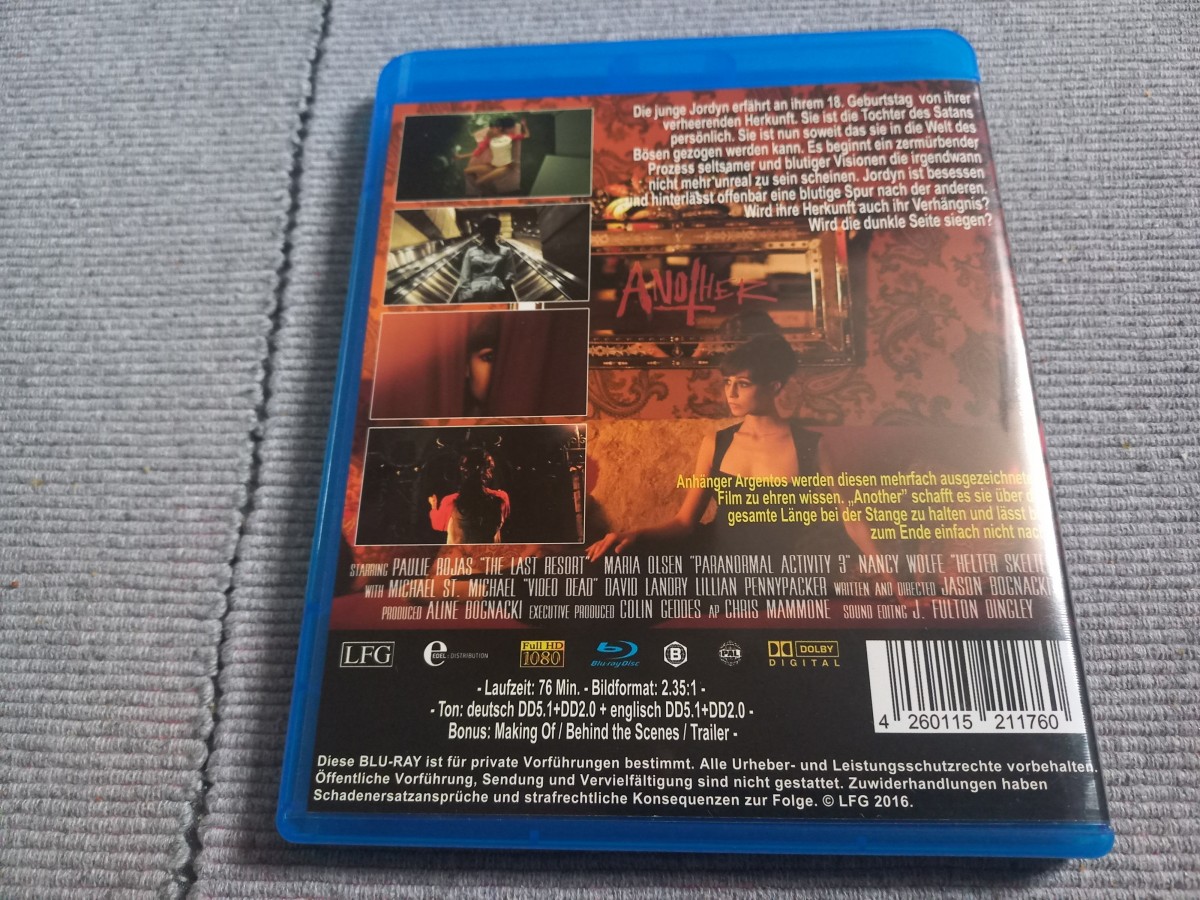 Die junge Jordyn erfährt an ihrem 18. Geburtstag von ihrer
verheerenden Herkunft. Sie ist die Tochter des Satans
persönlich. Sie ist nun soweit das sie in die Welt des
Bösen gezogen werden kann. Es beginnt ein zermürbender
Prozess seltsamer und blutiger Visionen die irgendwann
nicht mehr unreal zu sein scheinen. Jordyn ist besessen
und hinterlässt offenbar eine blutige Spur nach der anderen.
Wird ihre Herkunft auch ihr Verhängnis?
Wird die dunkle Seite siegen?
ANOTHER
Anhänger Argentos werden diesen mehrfach ausgezeichnete
Film zu ehren wissen. „Another" schafft es sie über d
gesamte Länge bei der Stange zu halten und lässt b
zum Ende einfach nicht nach
STARRING PAULIE ROJAS "THE LAST RESORT" MARIA OLSEN "PARANORMAL ACTIVITY 3" NANCY WOLFE "HELTER SKELT
WITH MICHAEL ST. MICHAEL "VIDEO DEAD" DAVID LANDRY LILLIAN PENNYPACKER WRITTEN AND DIRECTED JASON BOGNACK
PRODUCED ALINE BOGNACKI EXECUTIVE PRODUCED COLIN GEDDES AP CHRIS MAMMONE SOUND EDITNG J. FULTON DINGLEY
LFG e EDEL:DISTRIBUTION Full HD 1080 Blu-ray Disc B PAL DOLBY DIGITAL
- Laufzeit: 76 Min. - Bildformat: 2.35:1 -
- Ton: deutsch DD5.1+DD2.0 + englisch DD5.1+DD2.0 -
Bonus: Making Of / Behind the Scenes / Trailer -
4 260115 211760
Diese BLU-RAY ist für private Vorführungen bestimmt. Alle Urheber- und Leistungsschutzrechte vorbehalten.
Öffentliche Vorführung, Sendung und Vervielfältigung sind nicht gestattet. Zuwiderhandlungen haben
Schadenersatzansprüche und strafrechtliche Konsequenzen zur Folge. © LFG 2016.